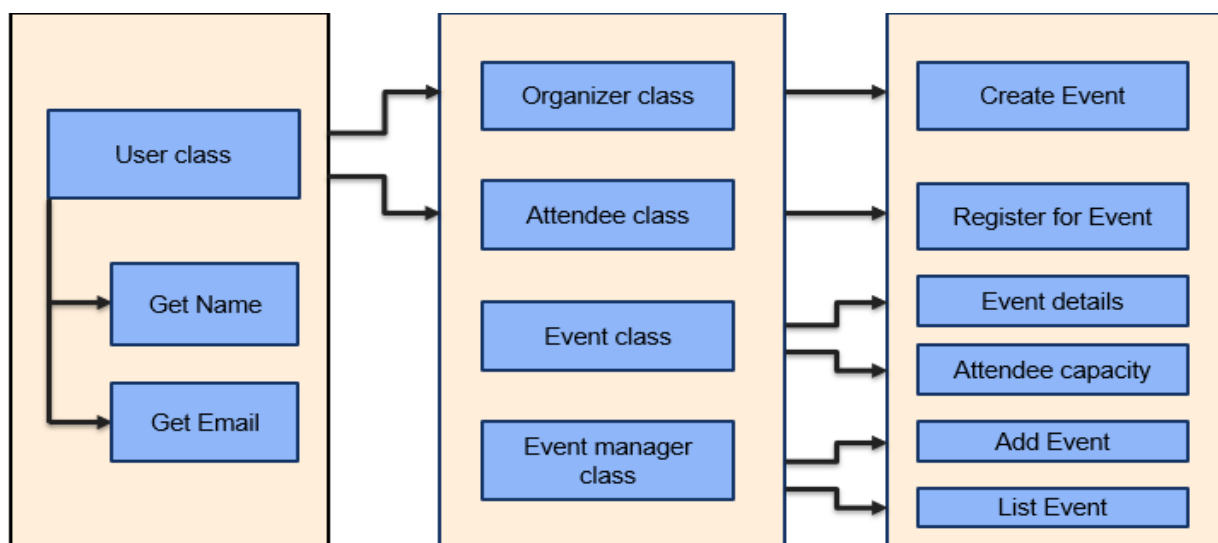 User class
Get Name
Get Email
Organizer class
Attendee class
Event class
Event manager
class
Create Event
Register for Event
Event details
Attendee capacity
Add Event
List Event